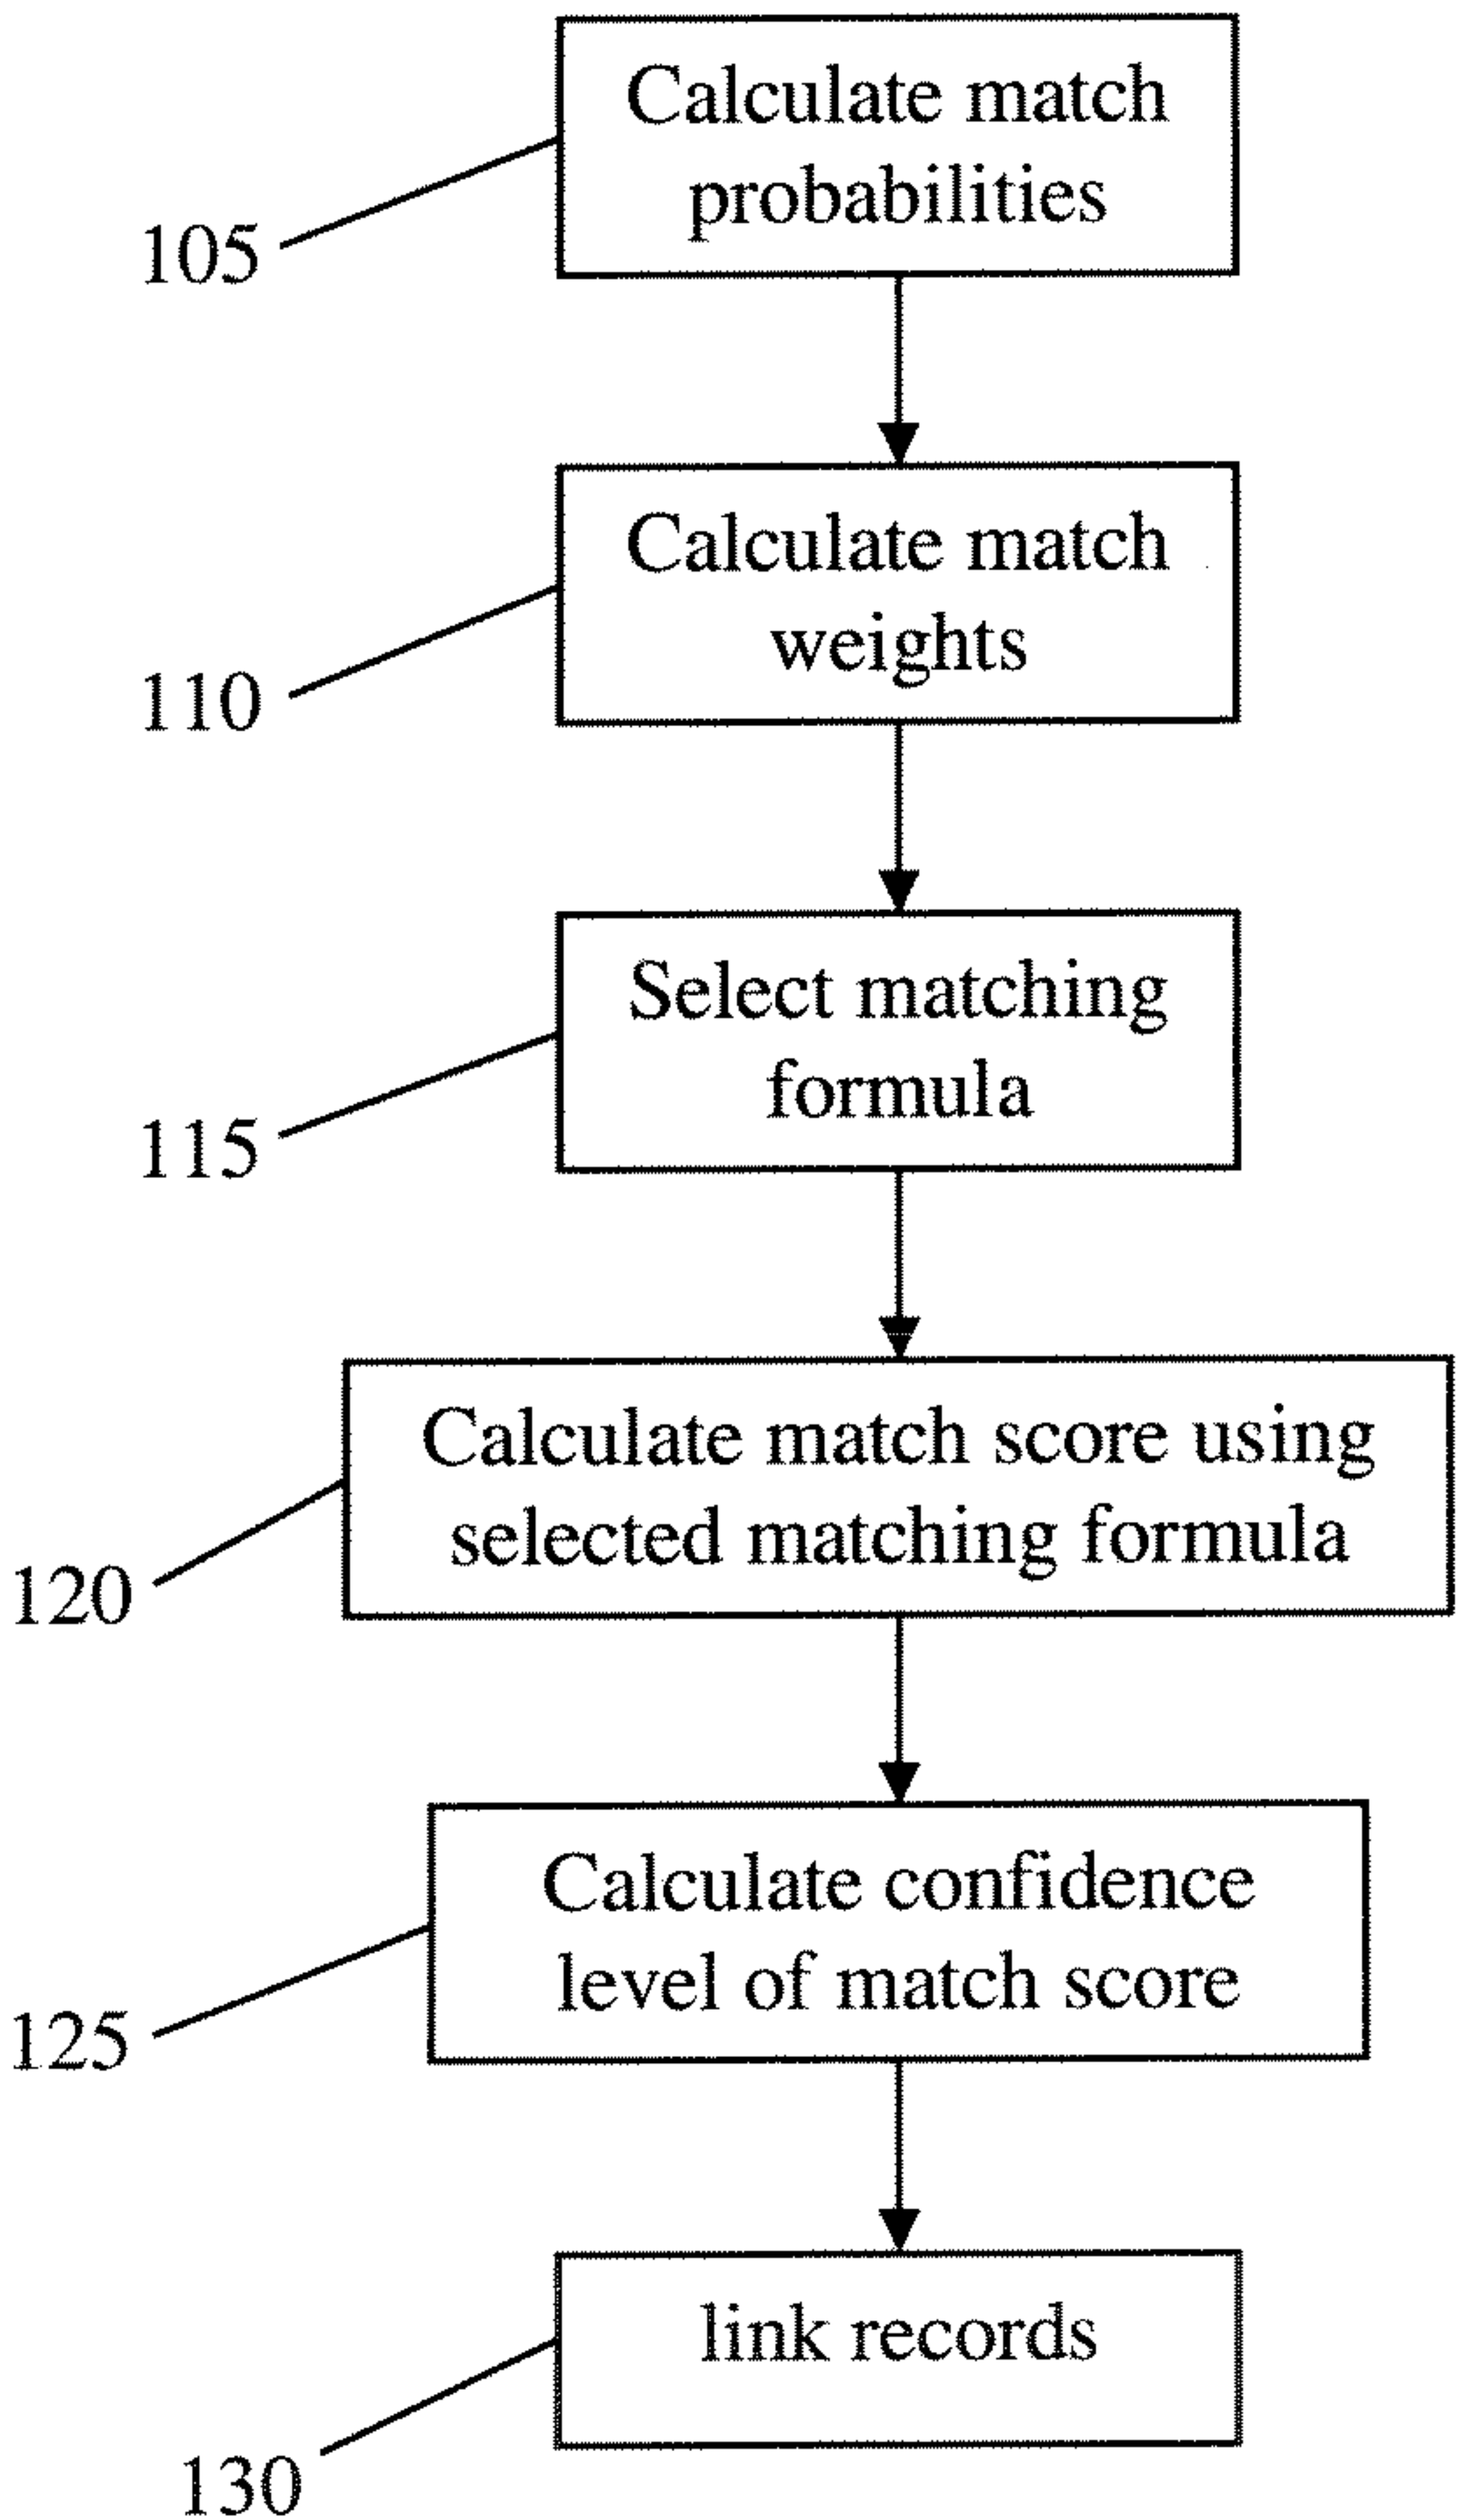 Calculate match
probabilities
105
Calculate match
weights
110
Select matching
formula
115
Calculate match score using
selected matching formula
120
Calculate confidence
level of match score
125
link records
130